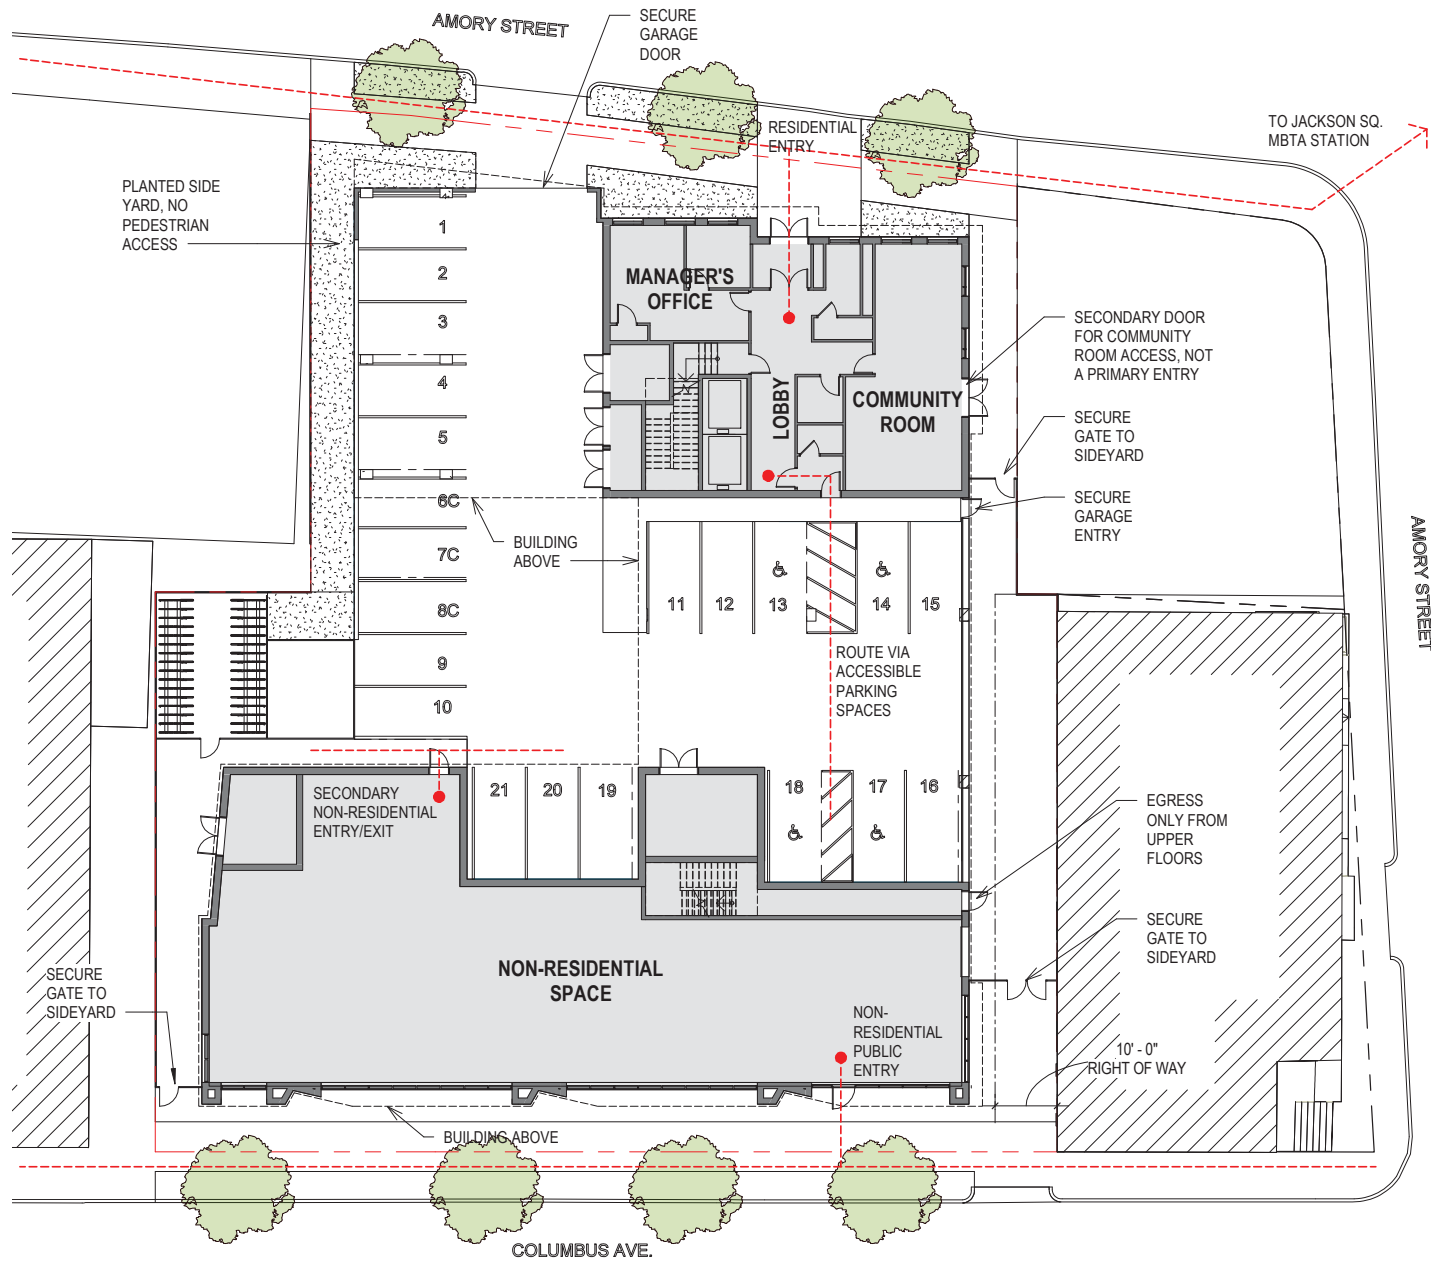 AMORY STREET
SECURE
GARAGE
DOOR
RESIDENTIAL
ENTRY
TO JACKSON SQ.
MBTA STATION
PLANTED SIDE
YARD, NO
PEDESTRIAN
ACCESS
1
2
3
4
5
6C
7C
8C
9
10
MANAGER'S
OFFICE
LOBBY
COMMUNITY
ROOM
SECONDARY DOOR
FOR COMMUNITY
ROOM ACCESS, NOT
A PRIMARY ENTRY
SECURE
GATE TO
SIDEYARD
SECURE
GARAGE
ENTRY
AMORY STREET
BUILDING
ABOVE
11
12
13
14
15
ROUTE VIA
ACCESSIBLE
PARKING
SPACES
SECONDARY
NON-RESIDENTIAL
ENTRY/EXIT
21
20
19
18
17
16
EGRESS
ONLY FROM
UPPER
FLOORS
SECURE
GATE TO
SIDEYARD
SECURE
GATE TO
SIDEYARD
NON-RESIDENTIAL
SPACE
NON-
RESIDENTIAL
PUBLIC
ENTRY
10' - 0"
RIGHT OF WAY
BUILDING ABOVE
COLUMBUS AVE.